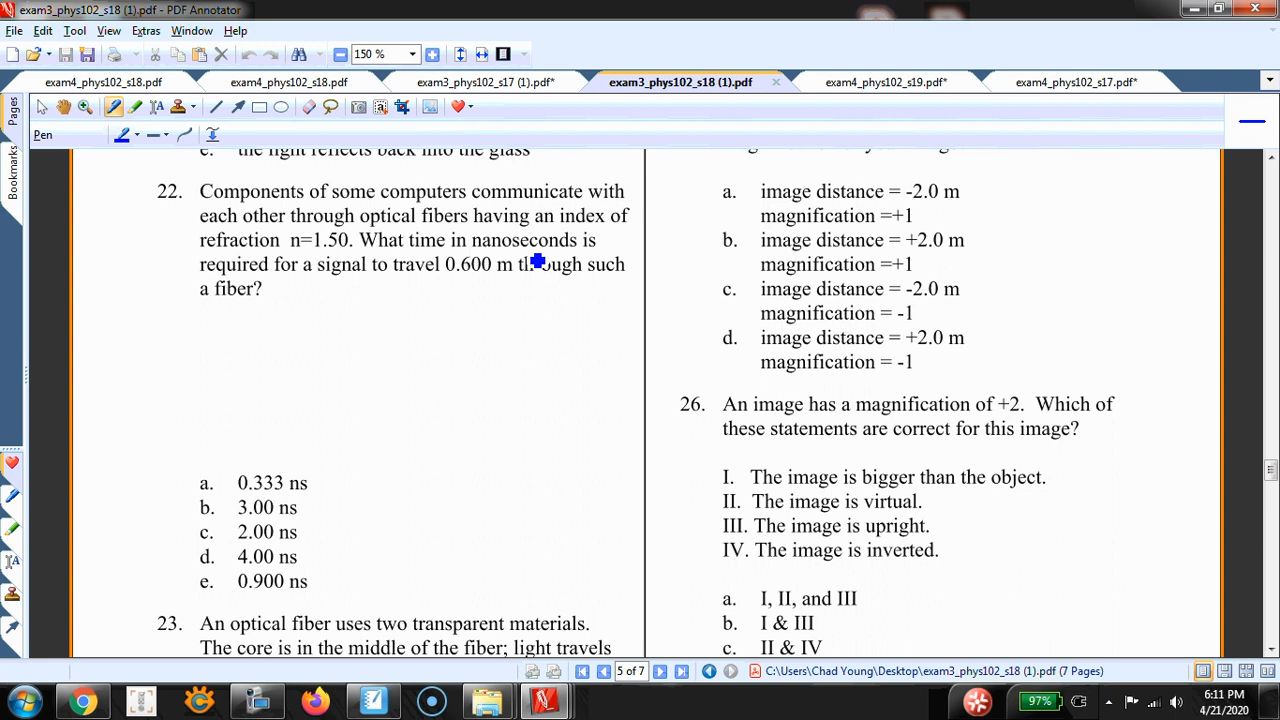 exam3_phys102_s18 (1).pdf - PDF Annotator
File Edit Tool View Extras Window Help
150 %
exam4_phys102_s18.pdf exam4_phys102_s18.pdf exam3_phys102_s17 (1).pdf* exam3_phys102_s18 (1).pdf exam4_phys102_s19.pdf* exam4_phys102_s17.pdf*
Pen
Pages
Bookmarks
e. the light reflects back into the glass
22. Components of some computers communicate with
each other through optical fibers having an index of
refraction n=1.50. What time in nanoseconds is
required for a signal to travel 0.600 m through such
a fiber?
a. 0.333 ns
b. 3.00 ns
c. 2.00 ns
d. 4.00 ns
e. 0.900 ns
23. An optical fiber uses two transparent materials.
The core is in the middle of the fiber; light travels
a. image distance = -2.0 m
magnification =+1
b. image distance = +2.0 m
magnification =+1
c. image distance = -2.0 m
magnification = -1
d. image distance = +2.0 m
magnification = -1
26. An image has a magnification of +2. Which of
these statements are correct for this image?
I. The image is bigger than the object.
II. The image is virtual.
III. The image is upright.
IV. The image is inverted.
a. I, II, and III
b. I & III
c. II & IV
5 of 7
C:\Users\Chad Young\Desktop\exam3_phys102_s18 (1).pdf (7 Pages)
97%
6:11 PM
4/21/2020